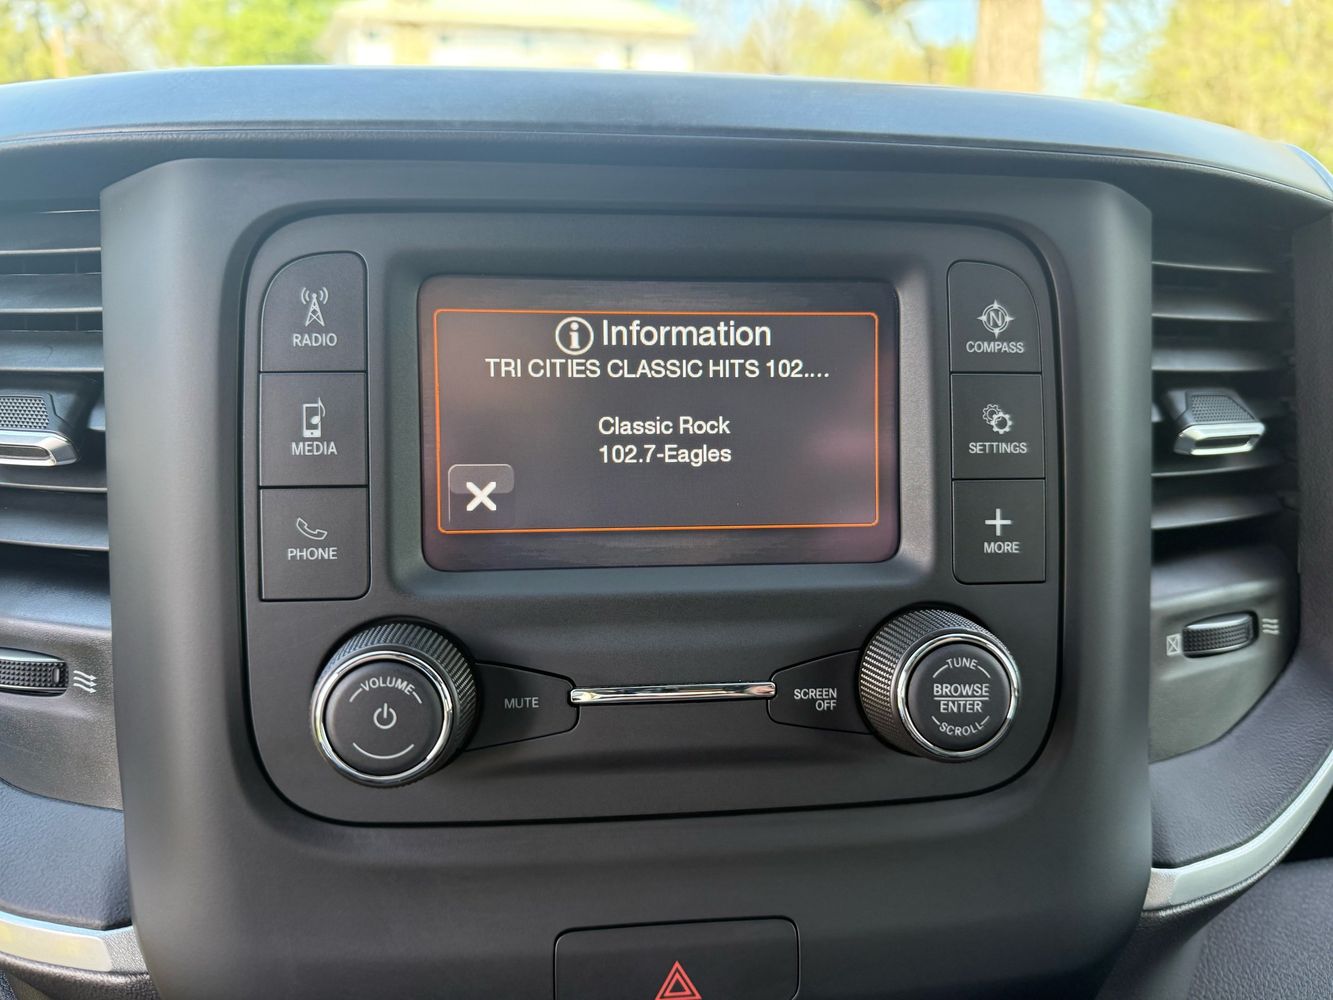 RADIO
MEDIA
PHONE
i Information
TRI CITIES CLASSIC HITS 102....
Classic Rock
102.7-Eagles
N
COMPASS
SETTINGS
MORE
VOLUME
MUTE
SCREEN
OFF
TUNE
BROWSE
ENTER
SCROLL